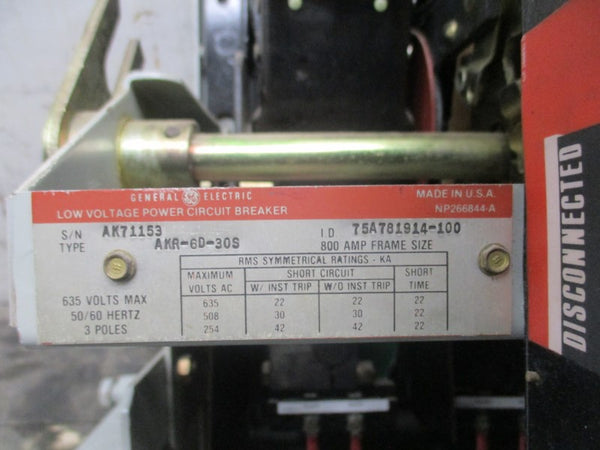 GENERAL GE ELECTRIC MADE IN U.S.A.
LOW VOLTAGE POWER CIRCUIT BREAKER NP266844-A
S/N AK71153 ID 75A781914-100
TYPE AKR-6D-30S 800 AMP FRAME SIZE
RMS SYMMETRICAL RATINGS - KA
MAXIMUM SHORT CIRCUIT SHORT
VOLTS AC W/ INST TRIP W/O INST TRIP TIME
635 VOLTS MAX 635 22 22 22
50/60 HERTZ 508 30 30 22
3 POLES 254 42 42 22
DISCONNECTED